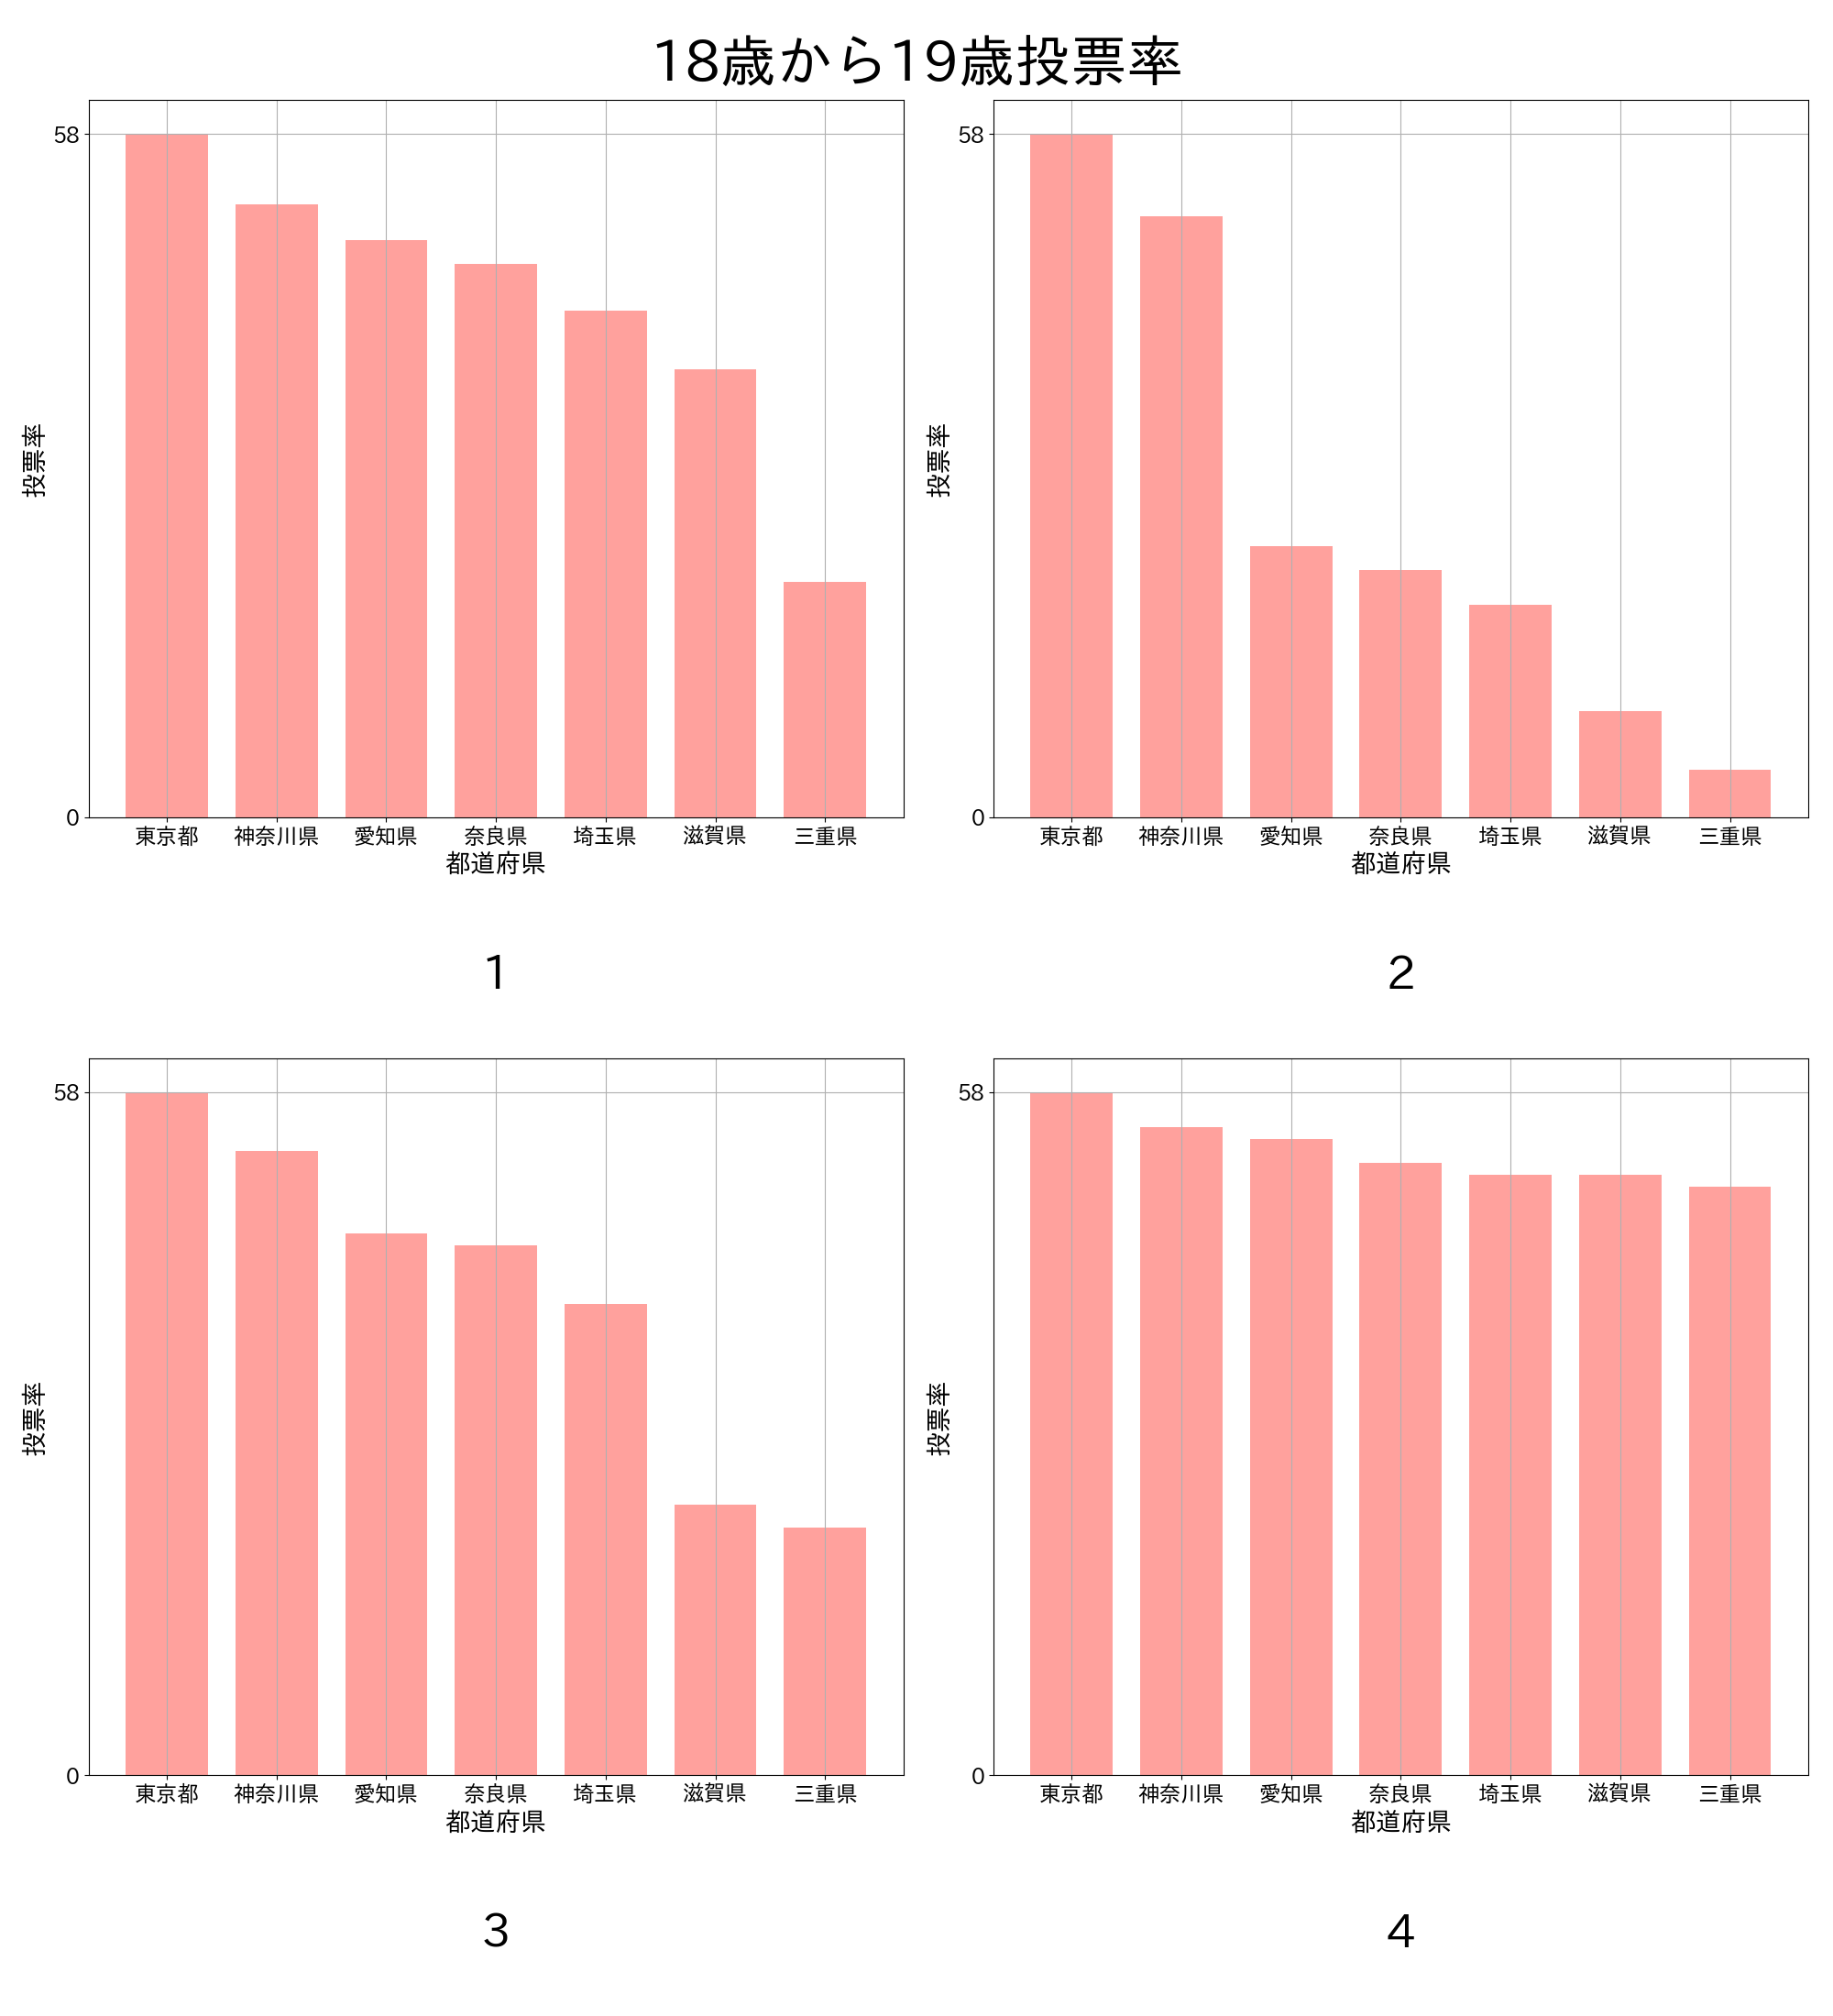 18歳から19歳投票率
58
0
投票率
東京都 神奈川県 愛知県 奈良県 埼玉県 滋賀県 三重県
都道府県
1
58
0
投票率
東京都 神奈川県 愛知県 奈良県 埼玉県 滋賀県 三重県
都道府県
2
58
0
投票率
東京都 神奈川県 愛知県 奈良県 埼玉県 滋賀県 三重県
都道府県
3
58
0
投票率
東京都 神奈川県 愛知県 奈良県 埼玉県 滋賀県 三重県
都道府県
4